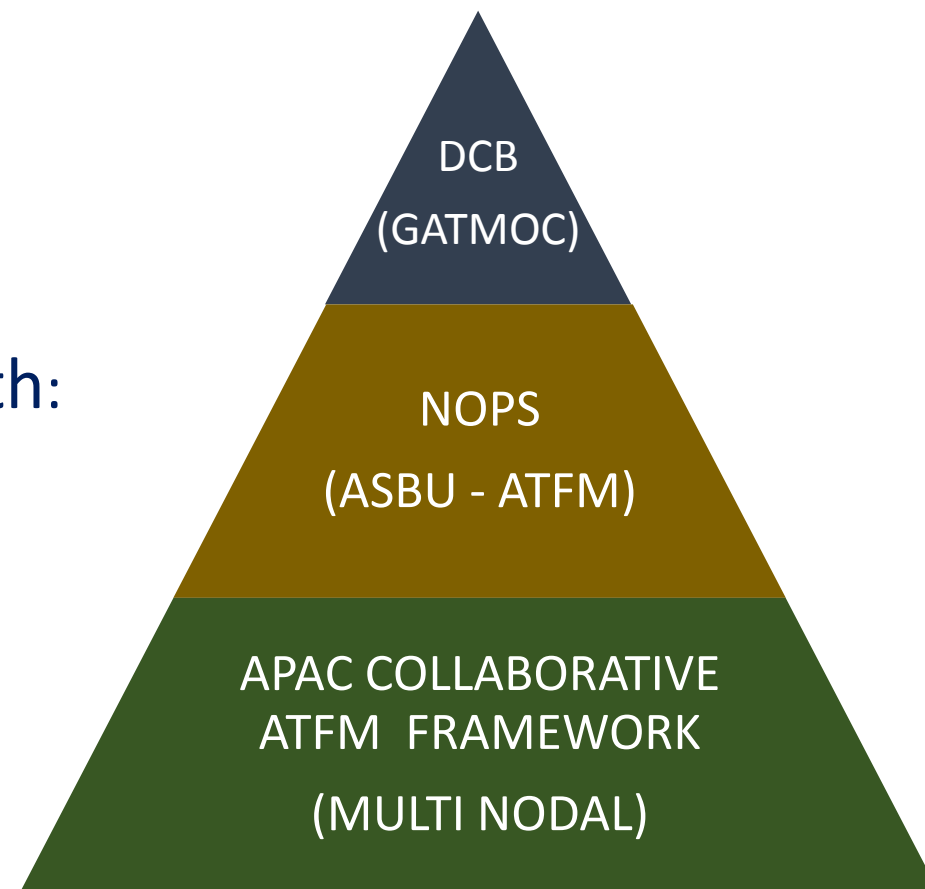 DCB
(GATMOC)
th:
NOPS
(ASBU - ATFM)
APAC COLLABORATIVE
ATFM FRAMEWORK
(MULTI NODAL)